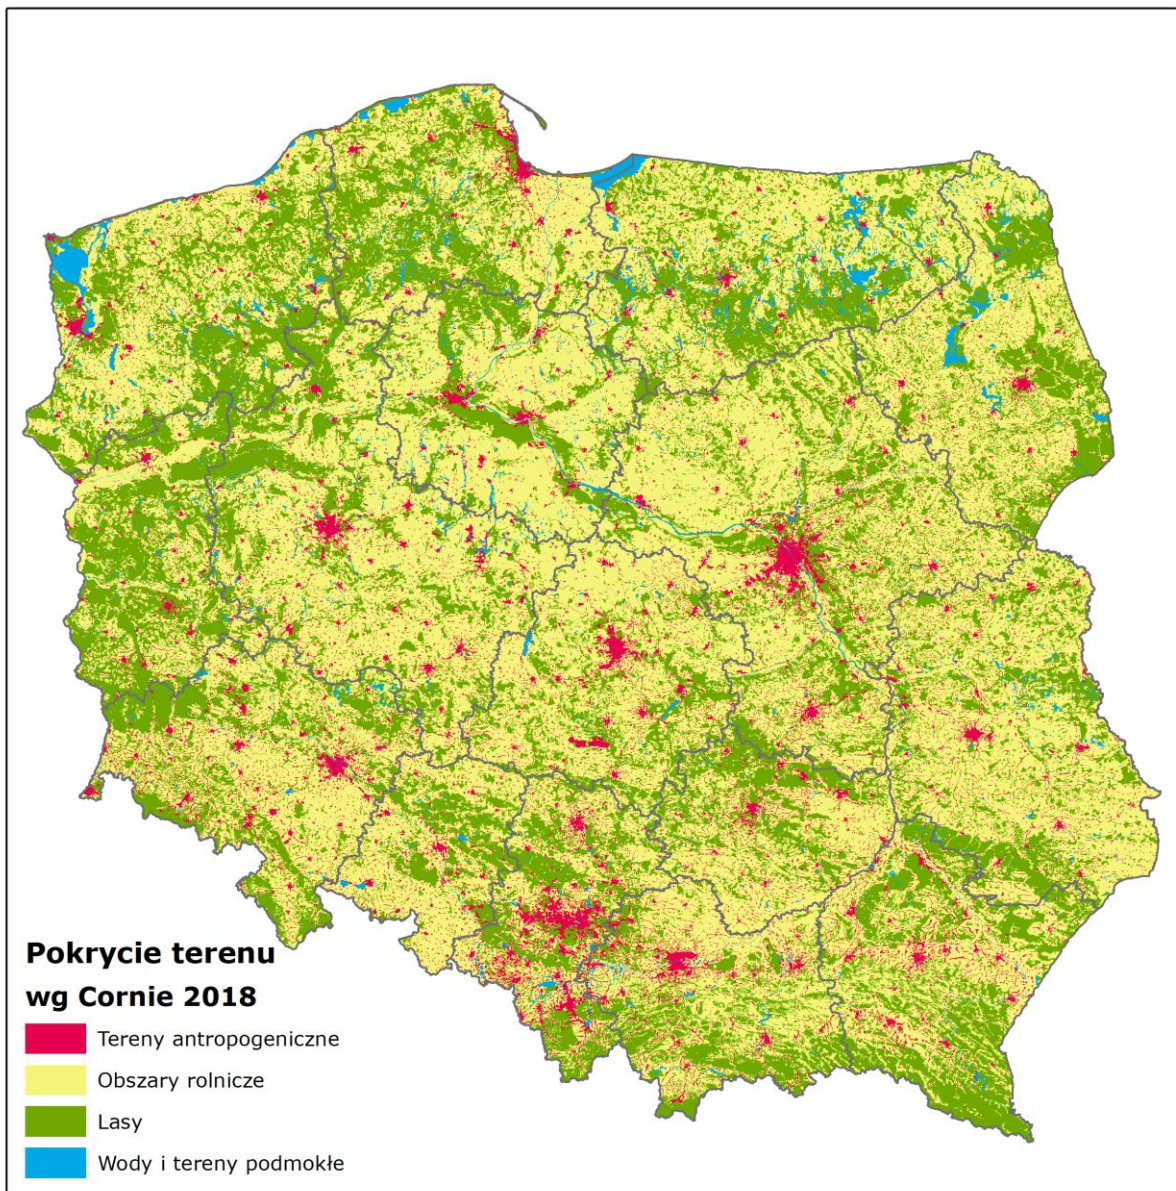 Pokrycie terenu
wg Cornie 2018
Tereny antropogeniczne
Obszary rolnicze
Lasy
Wody i tereny podmokłe